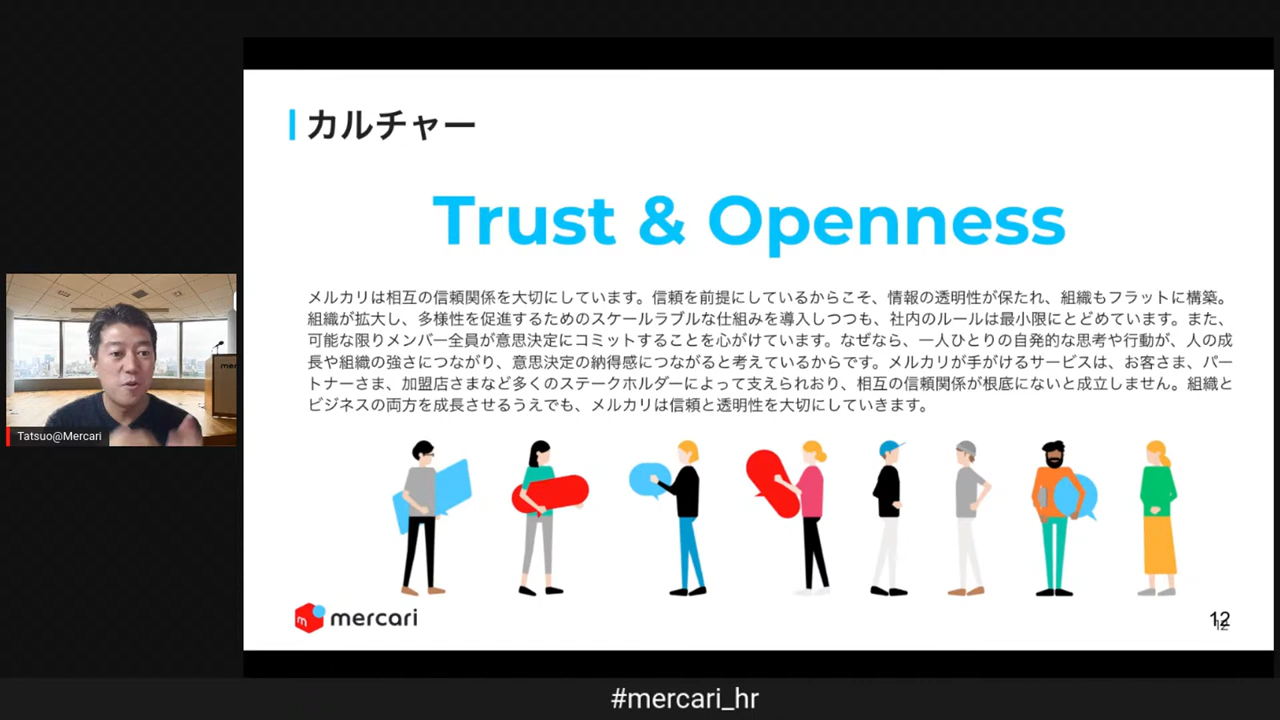 カルチャー
Trust & Openness
メルカリは相互の信頼関係を大切にしています。信頼を前提にしているからこそ、情報の透明性が保たれ、組織もフラットに構築。
組織が拡大し、多様性を促進するためのスケールラブルな仕組みを導入しつつも、社内のルールは最小限にとどめています。また、
可能な限りメンバー全員が意思決定にコミットすることを心がけています。なぜなら、一人ひとりの自発的な思考や行動が、人の成
長や組織の強さにつながり、意思決定の納得感につながると考えているからです。メルカリが手がけるサービスは、お客さま、パー
トナーさま、加盟店さまなど多くのステークホルダーによって支えられおり、相互の信頼関係が根底にないと成立しません。組織と
ビジネスの両方を成長させるうえでも、メルカリは信頼と透明性を大切にしていきます。
mer
Tatsuo@Mercari
m mercari
12
12
#mercari_hr